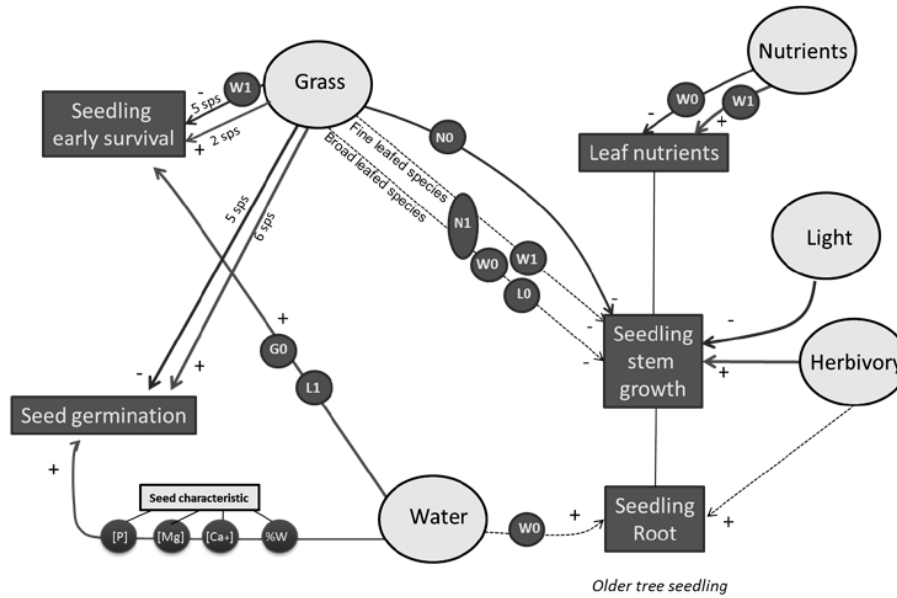 Grass
Nutrients
W1
-
5 sps
2 sps
+
Seedling
early survival
W0
W1
-
+
Leaf nutrients
N0
Fine leafed species
Broad leafed species
5 sps
6 sps
N1
W0
W1
L0
Light
-
-
-
-
Seedling
stem
growth
+
Herbivory
+
G0
L1
-
+
Seed germination
+
Seed characteristic
[P]
[Mg]
[Ca+]
%W
Water
W0
+
Seedling
Root
+
Older tree seedling